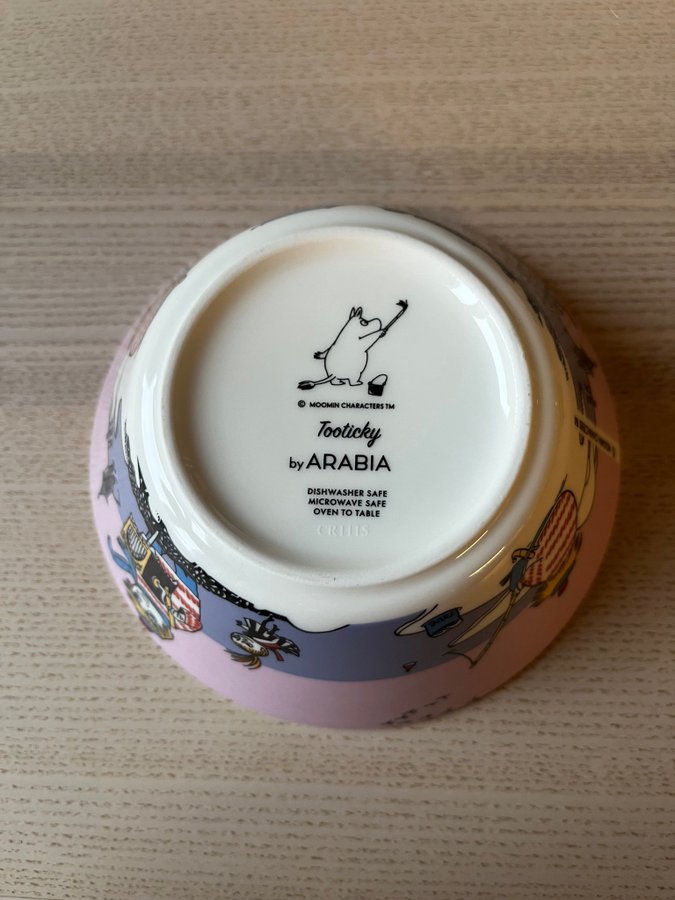 © MOOMIN CHARACTERS TM
Tooticky
by ARABIA
DISHWASHER SAFE
MICROWAVE SAFE
OVEN TO TABLE